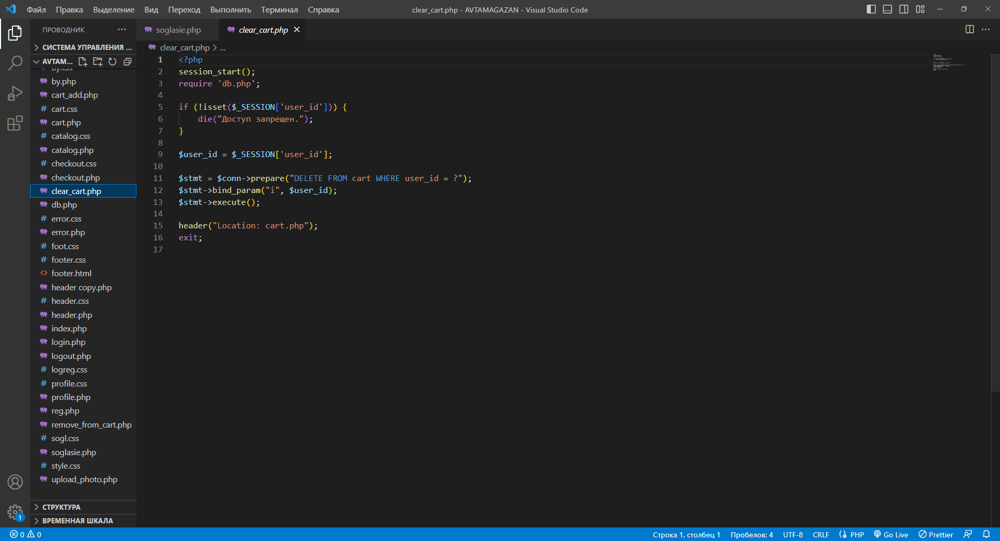 Файл Правка Выделение Вид Переход Выполнить Терминал Справка
clear_cart.php - AVTAMAGAZAN - Visual Studio Code
ПРОВОДНИК
СИСТЕМА УПРАВЛЕНИЯ ...
AVTAM...
by.css
by.php
cart_add.php
cart.css
cart.php
catalog.css
catalog.php
checkout.css
checkout.php
clear_cart.php
db.php
error.css
error.php
foot.css
footer.css
footer.html
header copy.php
header.css
header.php
index.php
login.php
logout.php
logreg.css
profile.css
profile.php
reg.php
remove_from_cart.php
sogl.css
soglasie.php
style.css
upload_photo.php
СТРУКТУРА
ВРЕМЕННАЯ ШКАЛА
1
soglasie.php
clear_cart.php
clear_cart.php > ...
1 <?php
2 session_start();
3 require 'db.php';
4
5 if (!isset($_SESSION['user_id'])) {
6 die("Доступ запрещен.");
7 }
8
9 $user_id = $_SESSION['user_id'];
10
11 $stmt = $conn->prepare("DELETE FROM cart WHERE user_id = ?");
12 $stmt->bind_param("i", $user_id);
13 $stmt->execute();
14
15 header("Location: cart.php");
16 exit;
17
0 0
Строка 1, столбец 1 Пробелов: 4 UTF-8 CRLF PHP Go Live Prettier